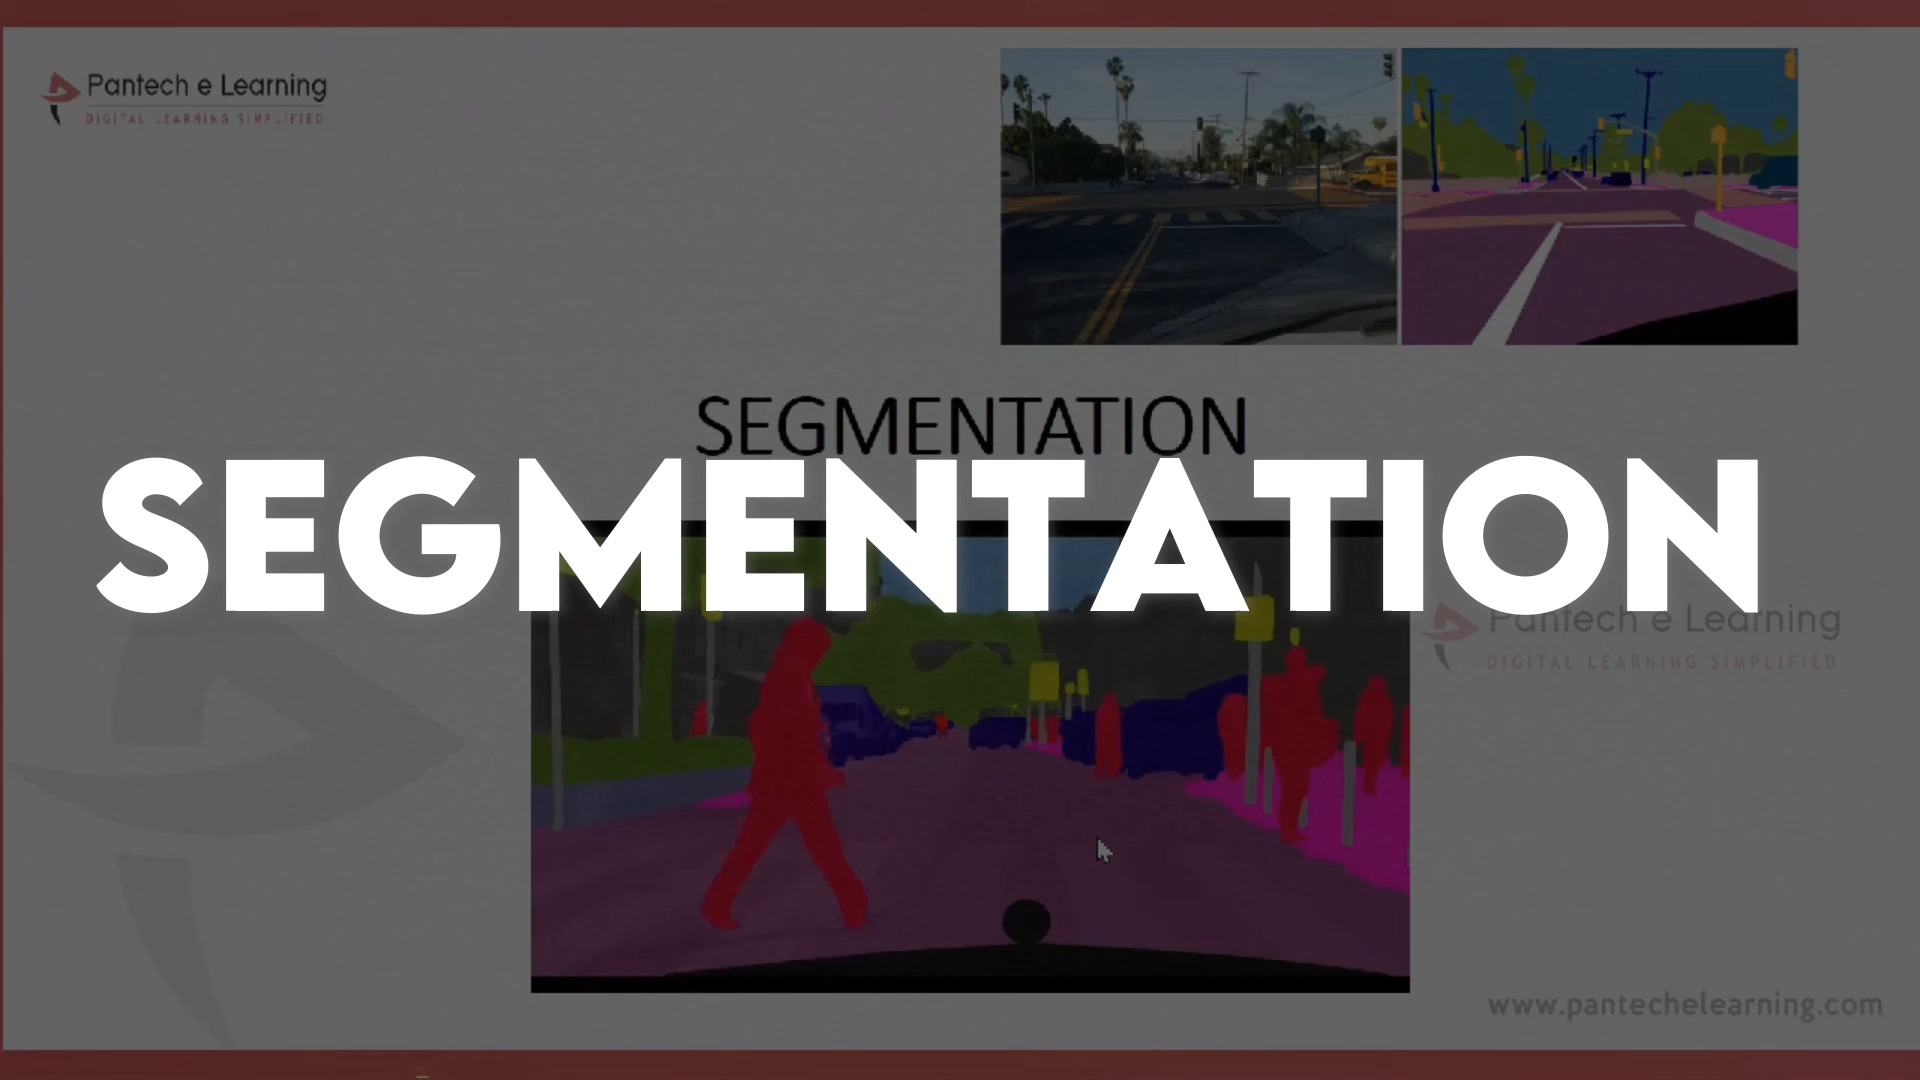 Pantech e Learning
DIGITAL LEARNING SIMPLIFIED
SEGMENTATION
SEGMENTATION
Pantech e Learning
DIGITAL LEARNING SIMPLIFIED
www.pantechelearning.com